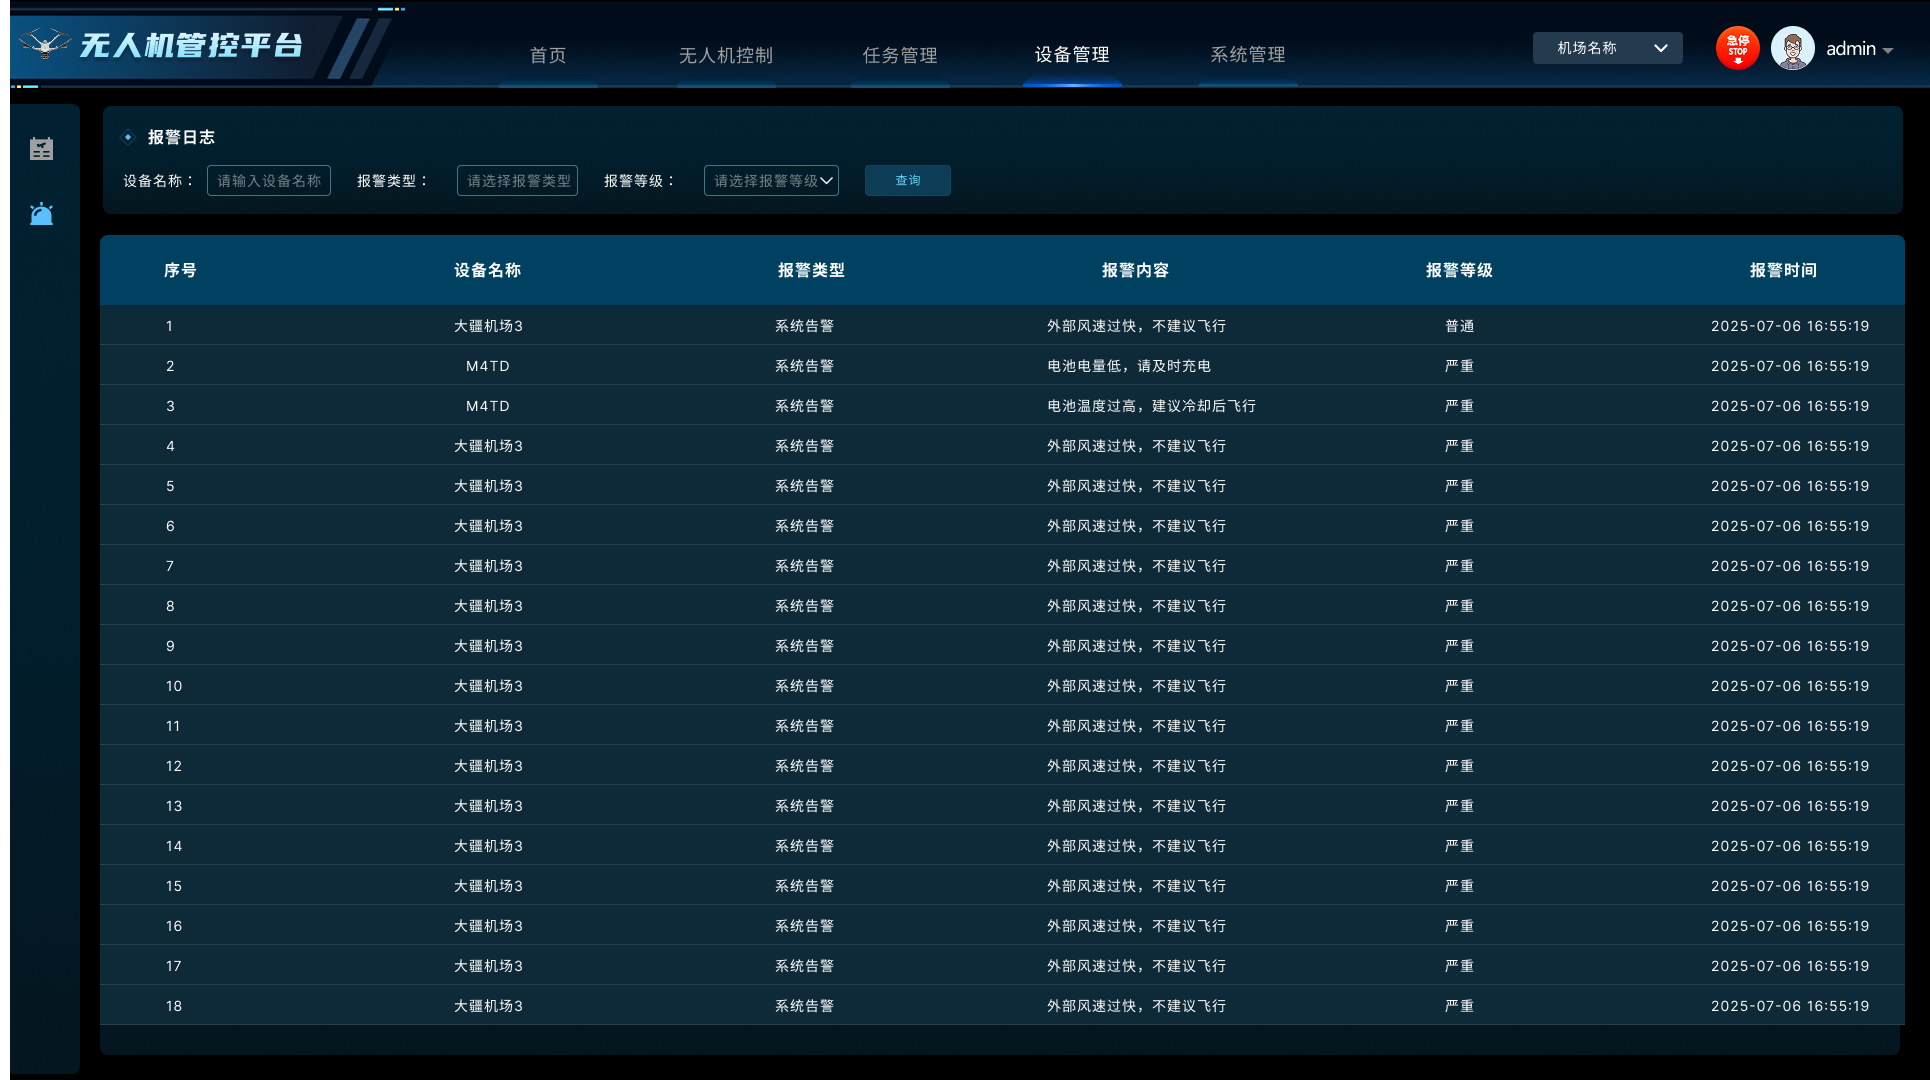 无人机管控平台
首页 无人机控制 任务管理 设备管理 系统管理 机场名称 急停 STOP admin
报警日志
设备名称： 请输入设备名称 报警类型： 请选择报警类型 报警等级： 请选择报警等级 查询
序号 设备名称 报警类型 报警内容 报警等级 报警时间
1 大疆机场3 系统告警 外部风速过快，不建议飞行 普通 2025-07-06 16:55:19
2 M4TD 系统告警 电池电量低，请及时充电 严重 2025-07-06 16:55:19
3 M4TD 系统告警 电池温度过高，建议冷却后飞行 严重 2025-07-06 16:55:19
4 大疆机场3 系统告警 外部风速过快，不建议飞行 严重 2025-07-06 16:55:19
5 大疆机场3 系统告警 外部风速过快，不建议飞行 严重 2025-07-06 16:55:19
6 大疆机场3 系统告警 外部风速过快，不建议飞行 严重 2025-07-06 16:55:19
7 大疆机场3 系统告警 外部风速过快，不建议飞行 严重 2025-07-06 16:55:19
8 大疆机场3 系统告警 外部风速过快，不建议飞行 严重 2025-07-06 16:55:19
9 大疆机场3 系统告警 外部风速过快，不建议飞行 严重 2025-07-06 16:55:19
10 大疆机场3 系统告警 外部风速过快，不建议飞行 严重 2025-07-06 16:55:19
11 大疆机场3 系统告警 外部风速过快，不建议飞行 严重 2025-07-06 16:55:19
12 大疆机场3 系统告警 外部风速过快，不建议飞行 严重 2025-07-06 16:55:19
13 大疆机场3 系统告警 外部风速过快，不建议飞行 严重 2025-07-06 16:55:19
14 大疆机场3 系统告警 外部风速过快，不建议飞行 严重 2025-07-06 16:55:19
15 大疆机场3 系统告警 外部风速过快，不建议飞行 严重 2025-07-06 16:55:19
16 大疆机场3 系统告警 外部风速过快，不建议飞行 严重 2025-07-06 16:55:19
17 大疆机场3 系统告警 外部风速过快，不建议飞行 严重 2025-07-06 16:55:19
18 大疆机场3 系统告警 外部风速过快，不建议飞行 严重 2025-07-06 16:55:19